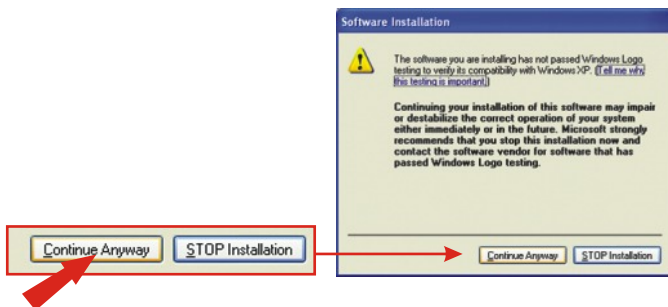 Software Installation
The software you are installing has not passed Windows Logo
testing to verify its compatibility with Windows XP. (Tell me why
this testing is important.)
Continuing your installation of this software may impair
or destabilize the correct operation of your system
either immediately or in the future. Microsoft strongly
recommends that you stop this installation now and
contact the software vendor for software that has
passed Windows Logo testing.
Continue Anyway STOP Installation
Continue Anyway STOP Installation